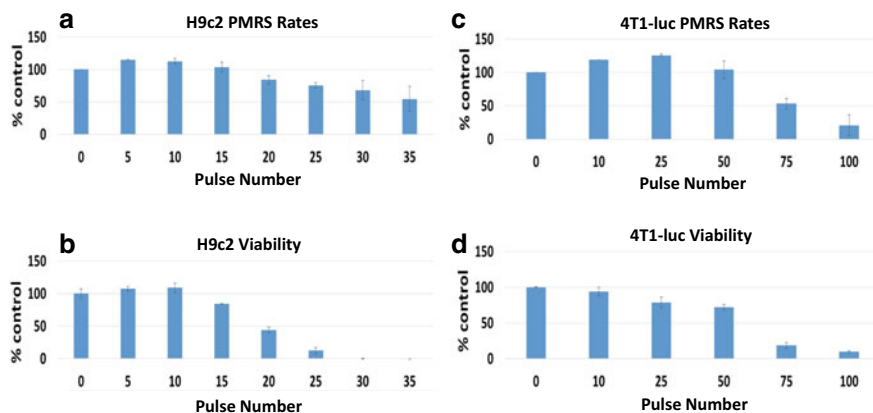 a
H9c2 PMRS Rates
% control
150
100
50
0
0 5 10 15 20 25 30 35
Pulse Number
b
H9c2 Viability
% control
150
100
50
0
0 5 10 15 20 25 30 35
Pulse Number
c
4T1-luc PMRS Rates
% control
150
100
50
0
0 10 25 50 75 100
Pulse Number
d
4T1-luc Viability
% control
150
100
50
0
0 10 25 50 75 100
Pulse Number